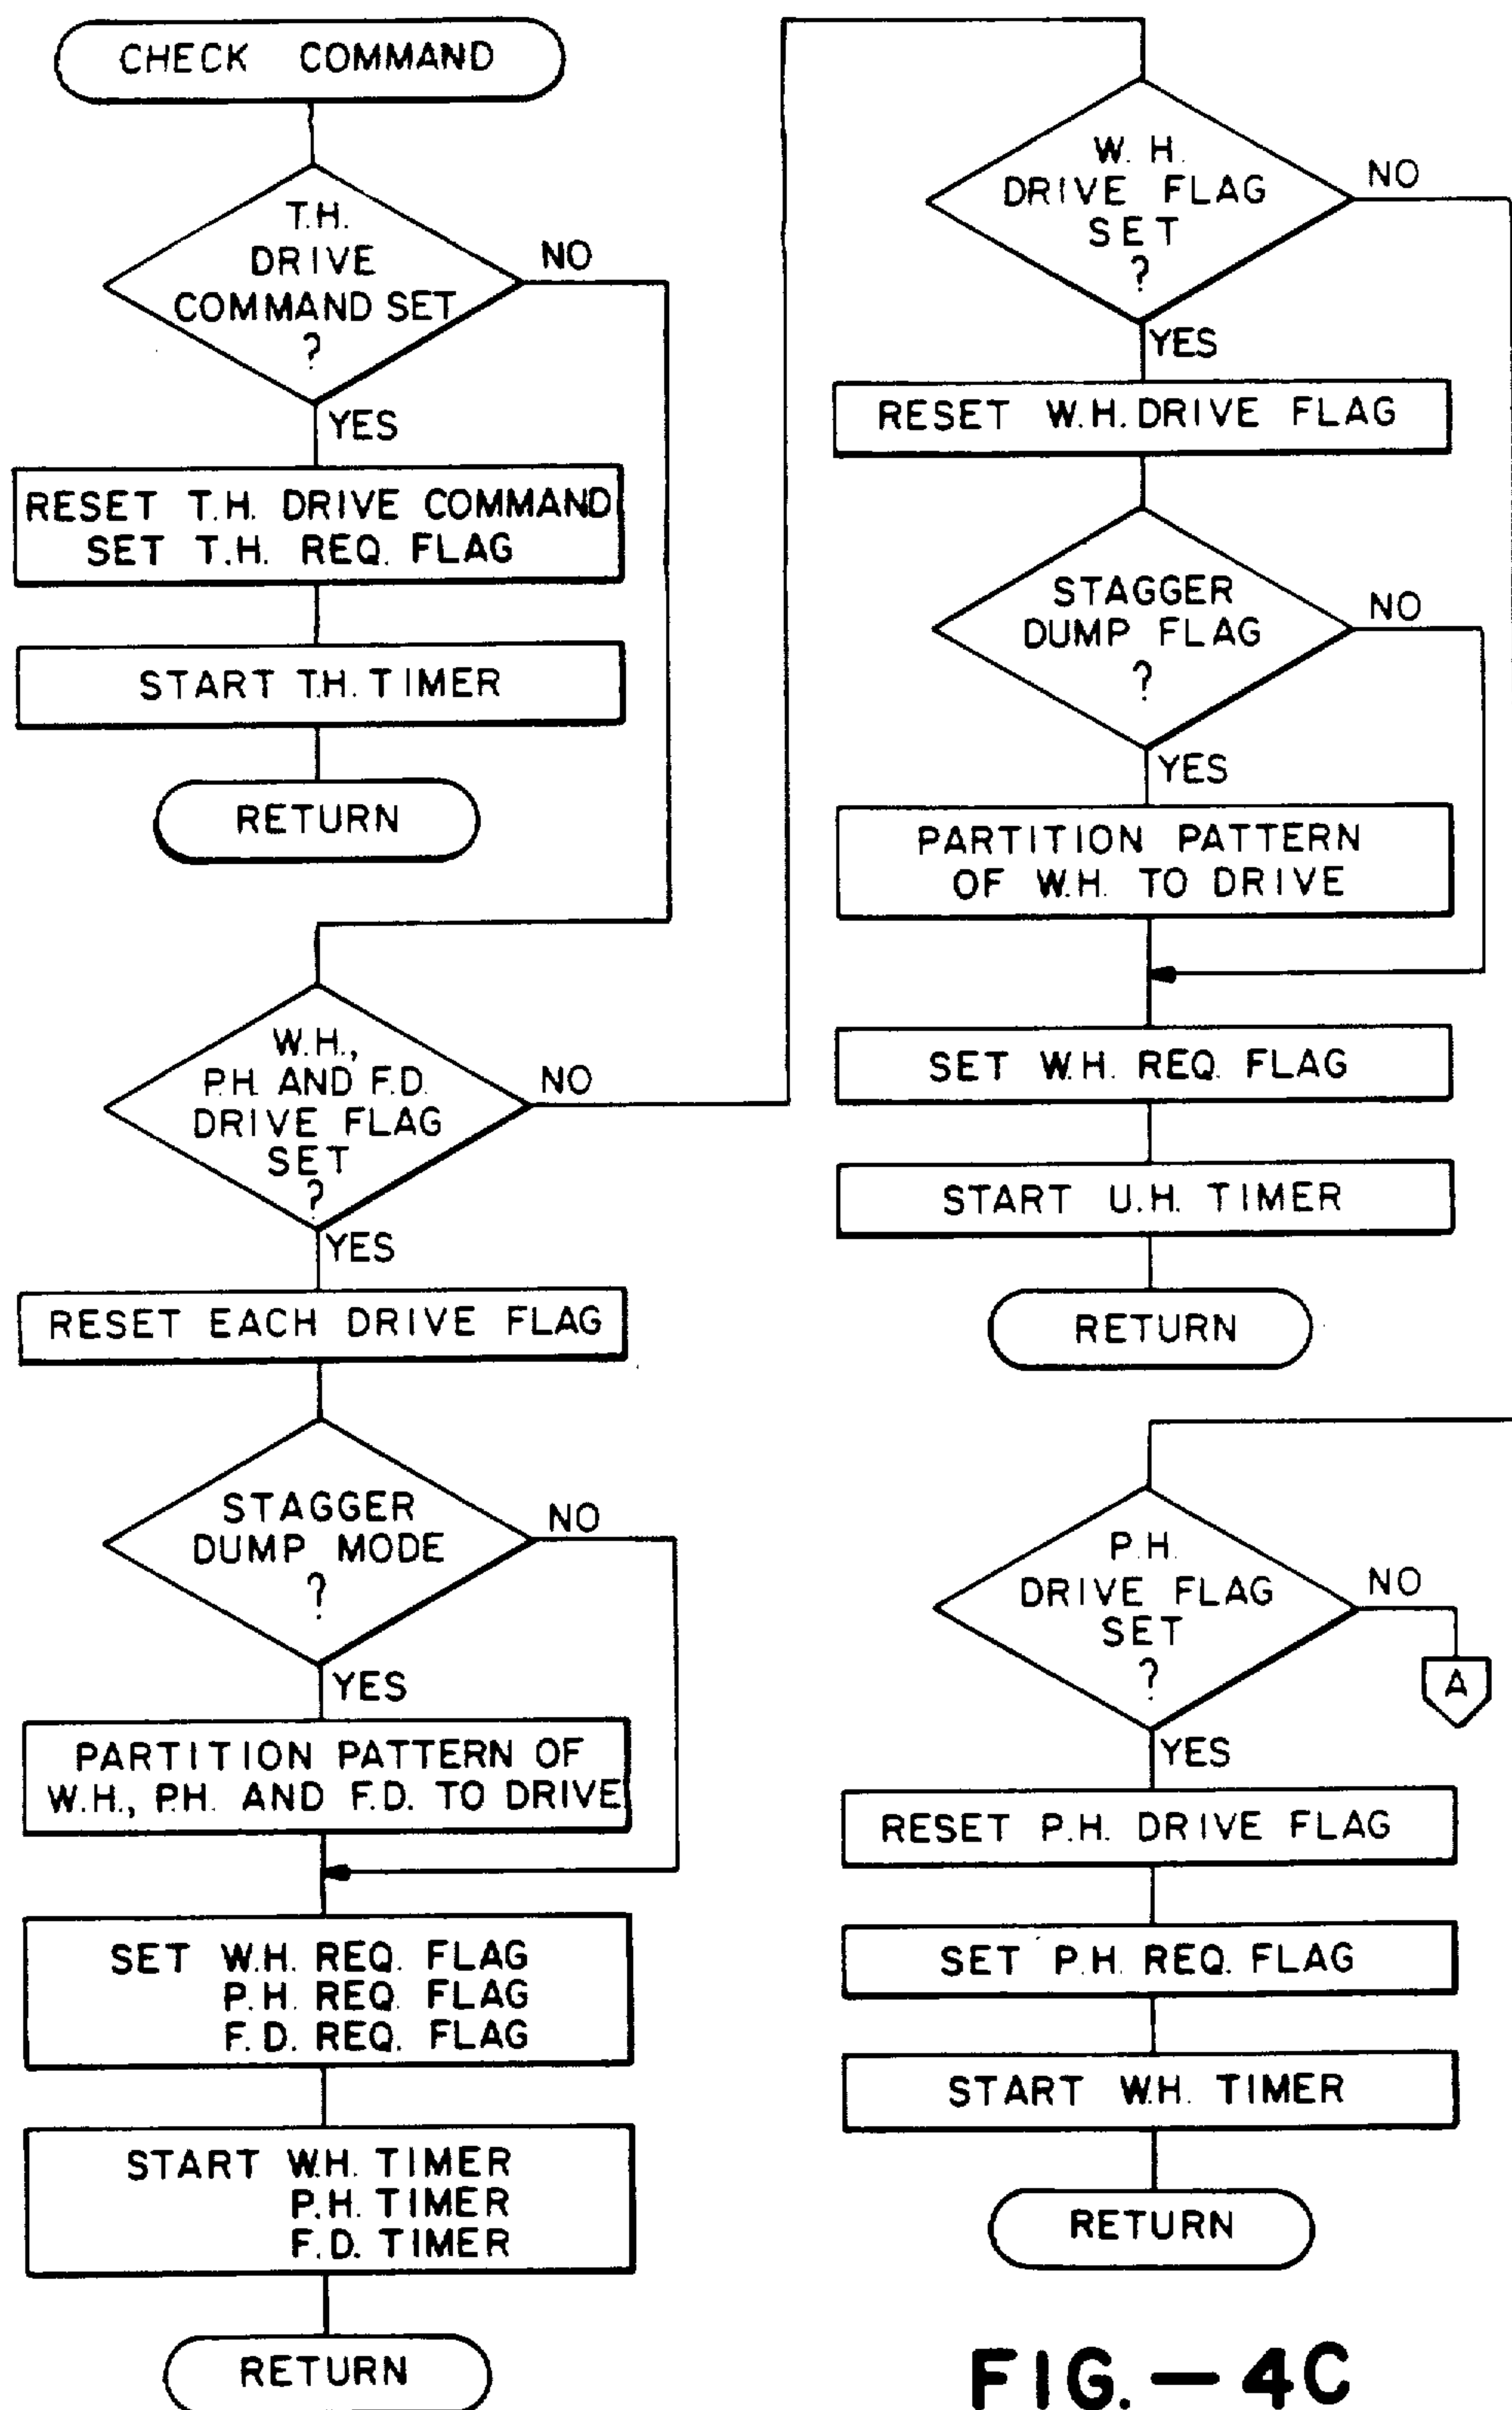 CHECK COMMAND
T.H.
DRIVE
COMMAND SET
?
NO
YES
RESET T.H. DRIVE COMMAND
SET T.H. REQ. FLAG
START T.H. TIMER
RETURN
W.H.,
P.H. AND F.D.
DRIVE FLAG
SET
?
NO
YES
RESET EACH DRIVE FLAG
STAGGER
DUMP MODE
?
NO
YES
PARTITION PATTERN OF
W.H., P.H. AND F.D. TO DRIVE
SET W.H. REQ. FLAG
P.H. REQ. FLAG
F.D. REQ. FLAG
START W.H. TIMER
P.H. TIMER
F.D. TIMER
RETURN
W. H.
DRIVE FLAG
SET
?
NO
YES
RESET W.H. DRIVE FLAG
STAGGER
DUMP FLAG
?
NO
YES
PARTITION PATTERN
OF W.H. TO DRIVE
SET W.H. REQ. FLAG
START U.H. TIMER
RETURN
P.H.
DRIVE FLAG
SET
?
NO
A
YES
RESET P.H. DRIVE FLAG
SET P.H. REQ. FLAG
START W.H. TIMER
RETURN
FIG.—4C